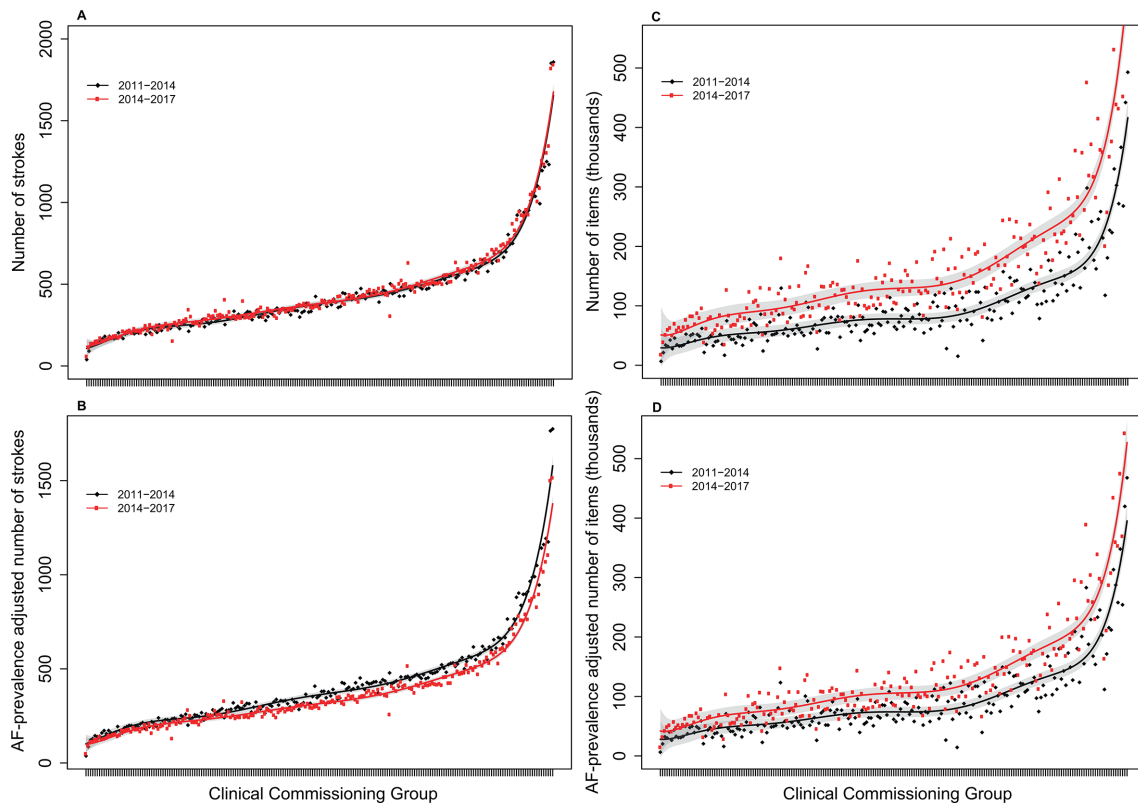 A
Number of strokes
2000
1500
1000
500
0
2011−2014
2014−2017
C
Number of items (thousands)
500
400
300
200
100
0
2011−2014
2014−2017
B
AF-prevalence adjusted number of strokes
1500
1000
500
0
2011−2014
2014−2017
Clinical Commissioning Group
D
AF-prevalence adjusted number of items (thousands)
500
400
300
200
100
0
2011−2014
2014−2017
Clinical Commissioning Group